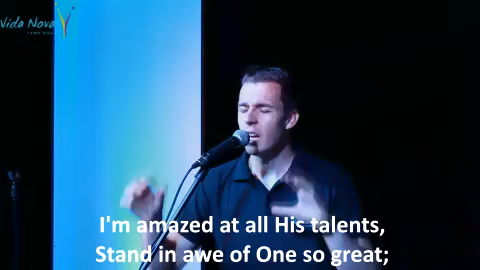 Vida Nova
I'm amazed at all His talents,
Stand in awe of One so great;